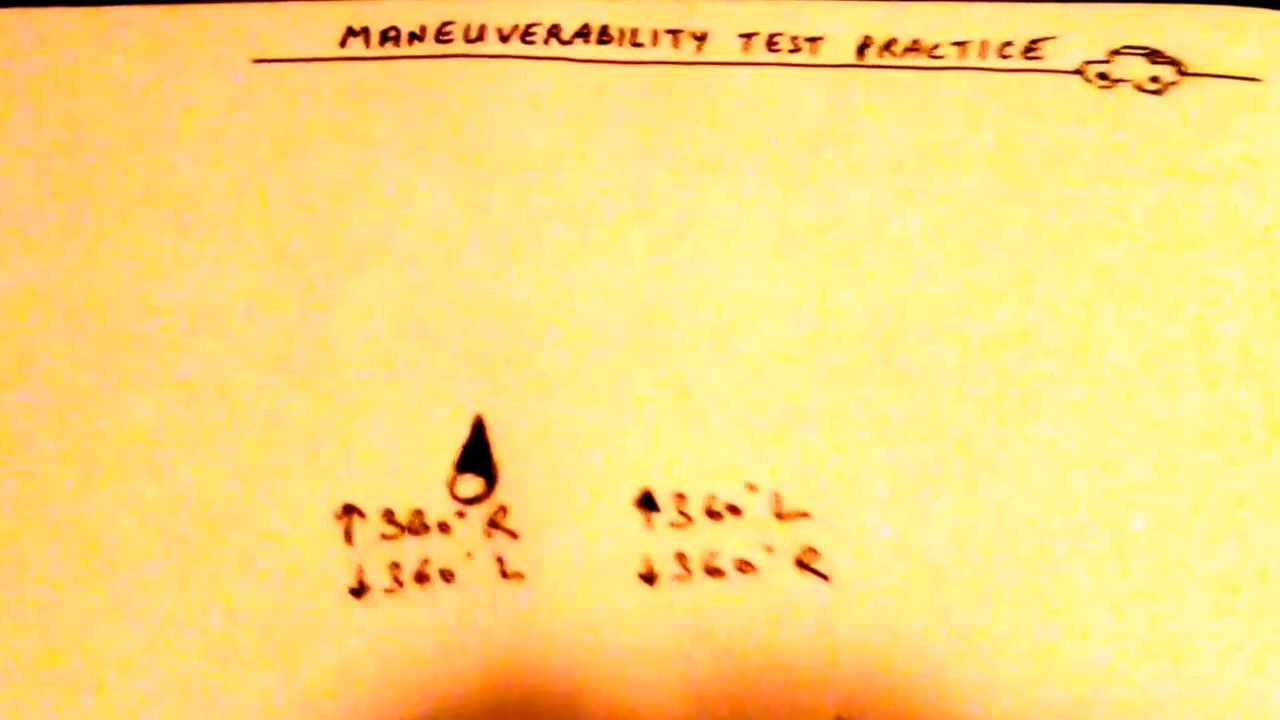 MANEUVERABILITY TEST PRACTICE
↑ 360° R
↓ 360° L
↑ 360° L
↓ 360° R